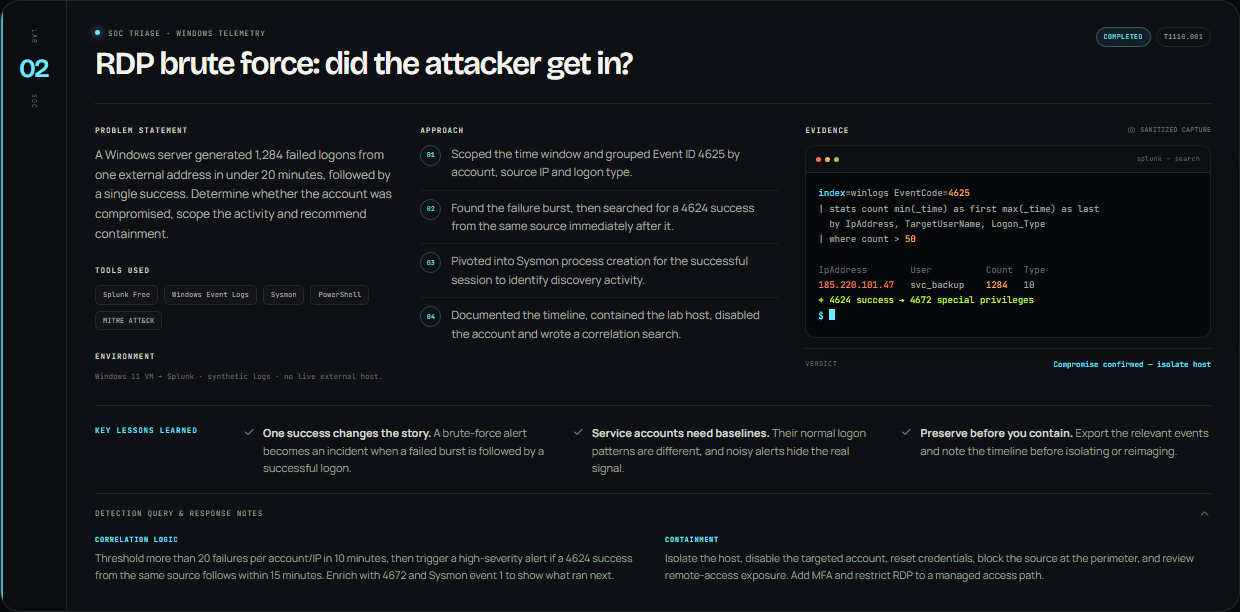 LAB
02
SOC
SOC TRIAGE · WINDOWS TELEMETRY
RDP brute force: did the attacker get in?
COMPLETED
T1110.001
PROBLEM STATEMENT
A Windows server generated 1,284 failed logons from
one external address in under 20 minutes, followed by
a single success. Determine whether the account was
compromised, scope the activity and recommend
containment.
TOOLS USED
Splunk Free
Windows Event Logs
Sysmon
PowerShell
MITRE ATT&CK
ENVIRONMENT
Windows 11 VM + Splunk · synthetic logs · no live external host.
APPROACH
01 Scoped the time window and grouped Event ID 4625 by
account, source IP and logon type.
02 Found the failure burst, then searched for a 4624 success
from the same source immediately after it.
03 Pivoted into Sysmon process creation for the successful
session to identify discovery activity.
04 Documented the timeline, contained the lab host, disabled
the account and wrote a correlation search.
EVIDENCE
SANITIZED CAPTURE
splunk — search
index=winlogs EventCode=4625
| stats count min(_time) as first max(_time) as last
by IpAddress, TargetUserName, Logon_Type
| where count > 50
IpAddress User Count Type
185.220.101.47 svc_backup 1284 10
+ 4624 success → 4672 special privileges
$
VERDICT
Compromise confirmed — isolate host
KEY LESSONS LEARNED
One success changes the story. A brute-force alert
becomes an incident when a failed burst is followed by a
successful logon.
Service accounts need baselines. Their normal logon
patterns are different, and noisy alerts hide the real
signal.
Preserve before you contain. Export the relevant events
and note the timeline before isolating or reimaging.
DETECTION QUERY & RESPONSE NOTES
CORRELATION LOGIC
Threshold more than 20 failures per account/IP in 10 minutes, then trigger a high-severity alert if a 4624 success
from the same source follows within 15 minutes. Enrich with 4672 and Sysmon event 1 to show what ran next.
CONTAINMENT
Isolate the host, disable the targeted account, reset credentials, block the source at the perimeter, and review
remote-access exposure. Add MFA and restrict RDP to a managed access path.